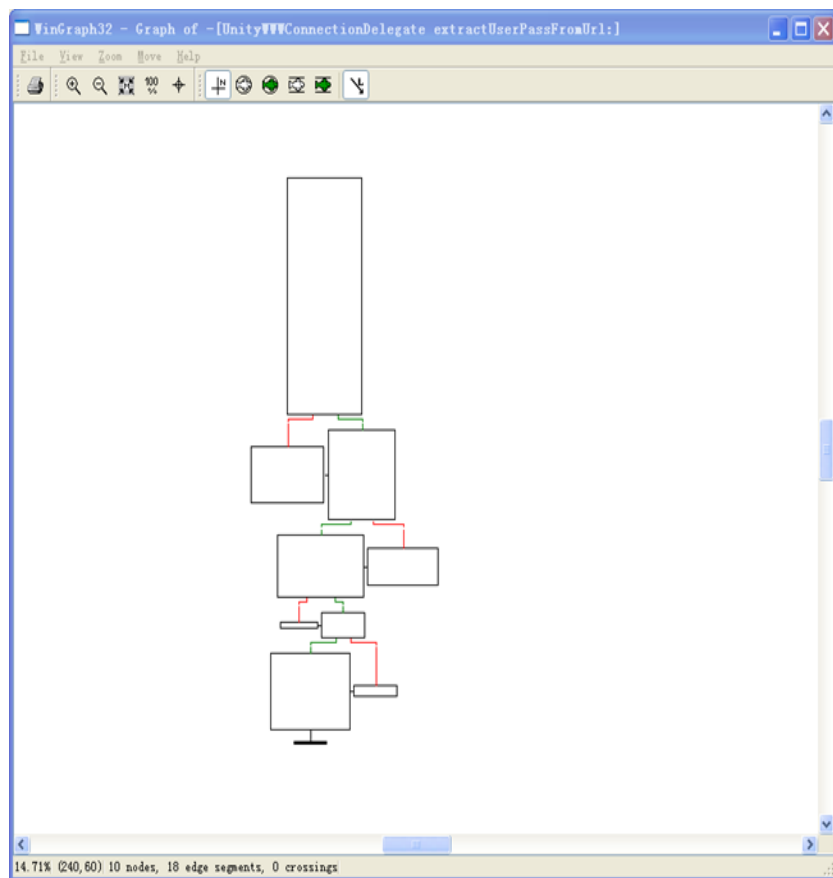 WinGraph32 - Graph of -[UnityWWWConnectionDelegate extractUserPassFromUrl:]
File View Zoom Move Help
100
%
N
14.71% (240,60) 10 nodes, 18 edge segments, 0 crossings